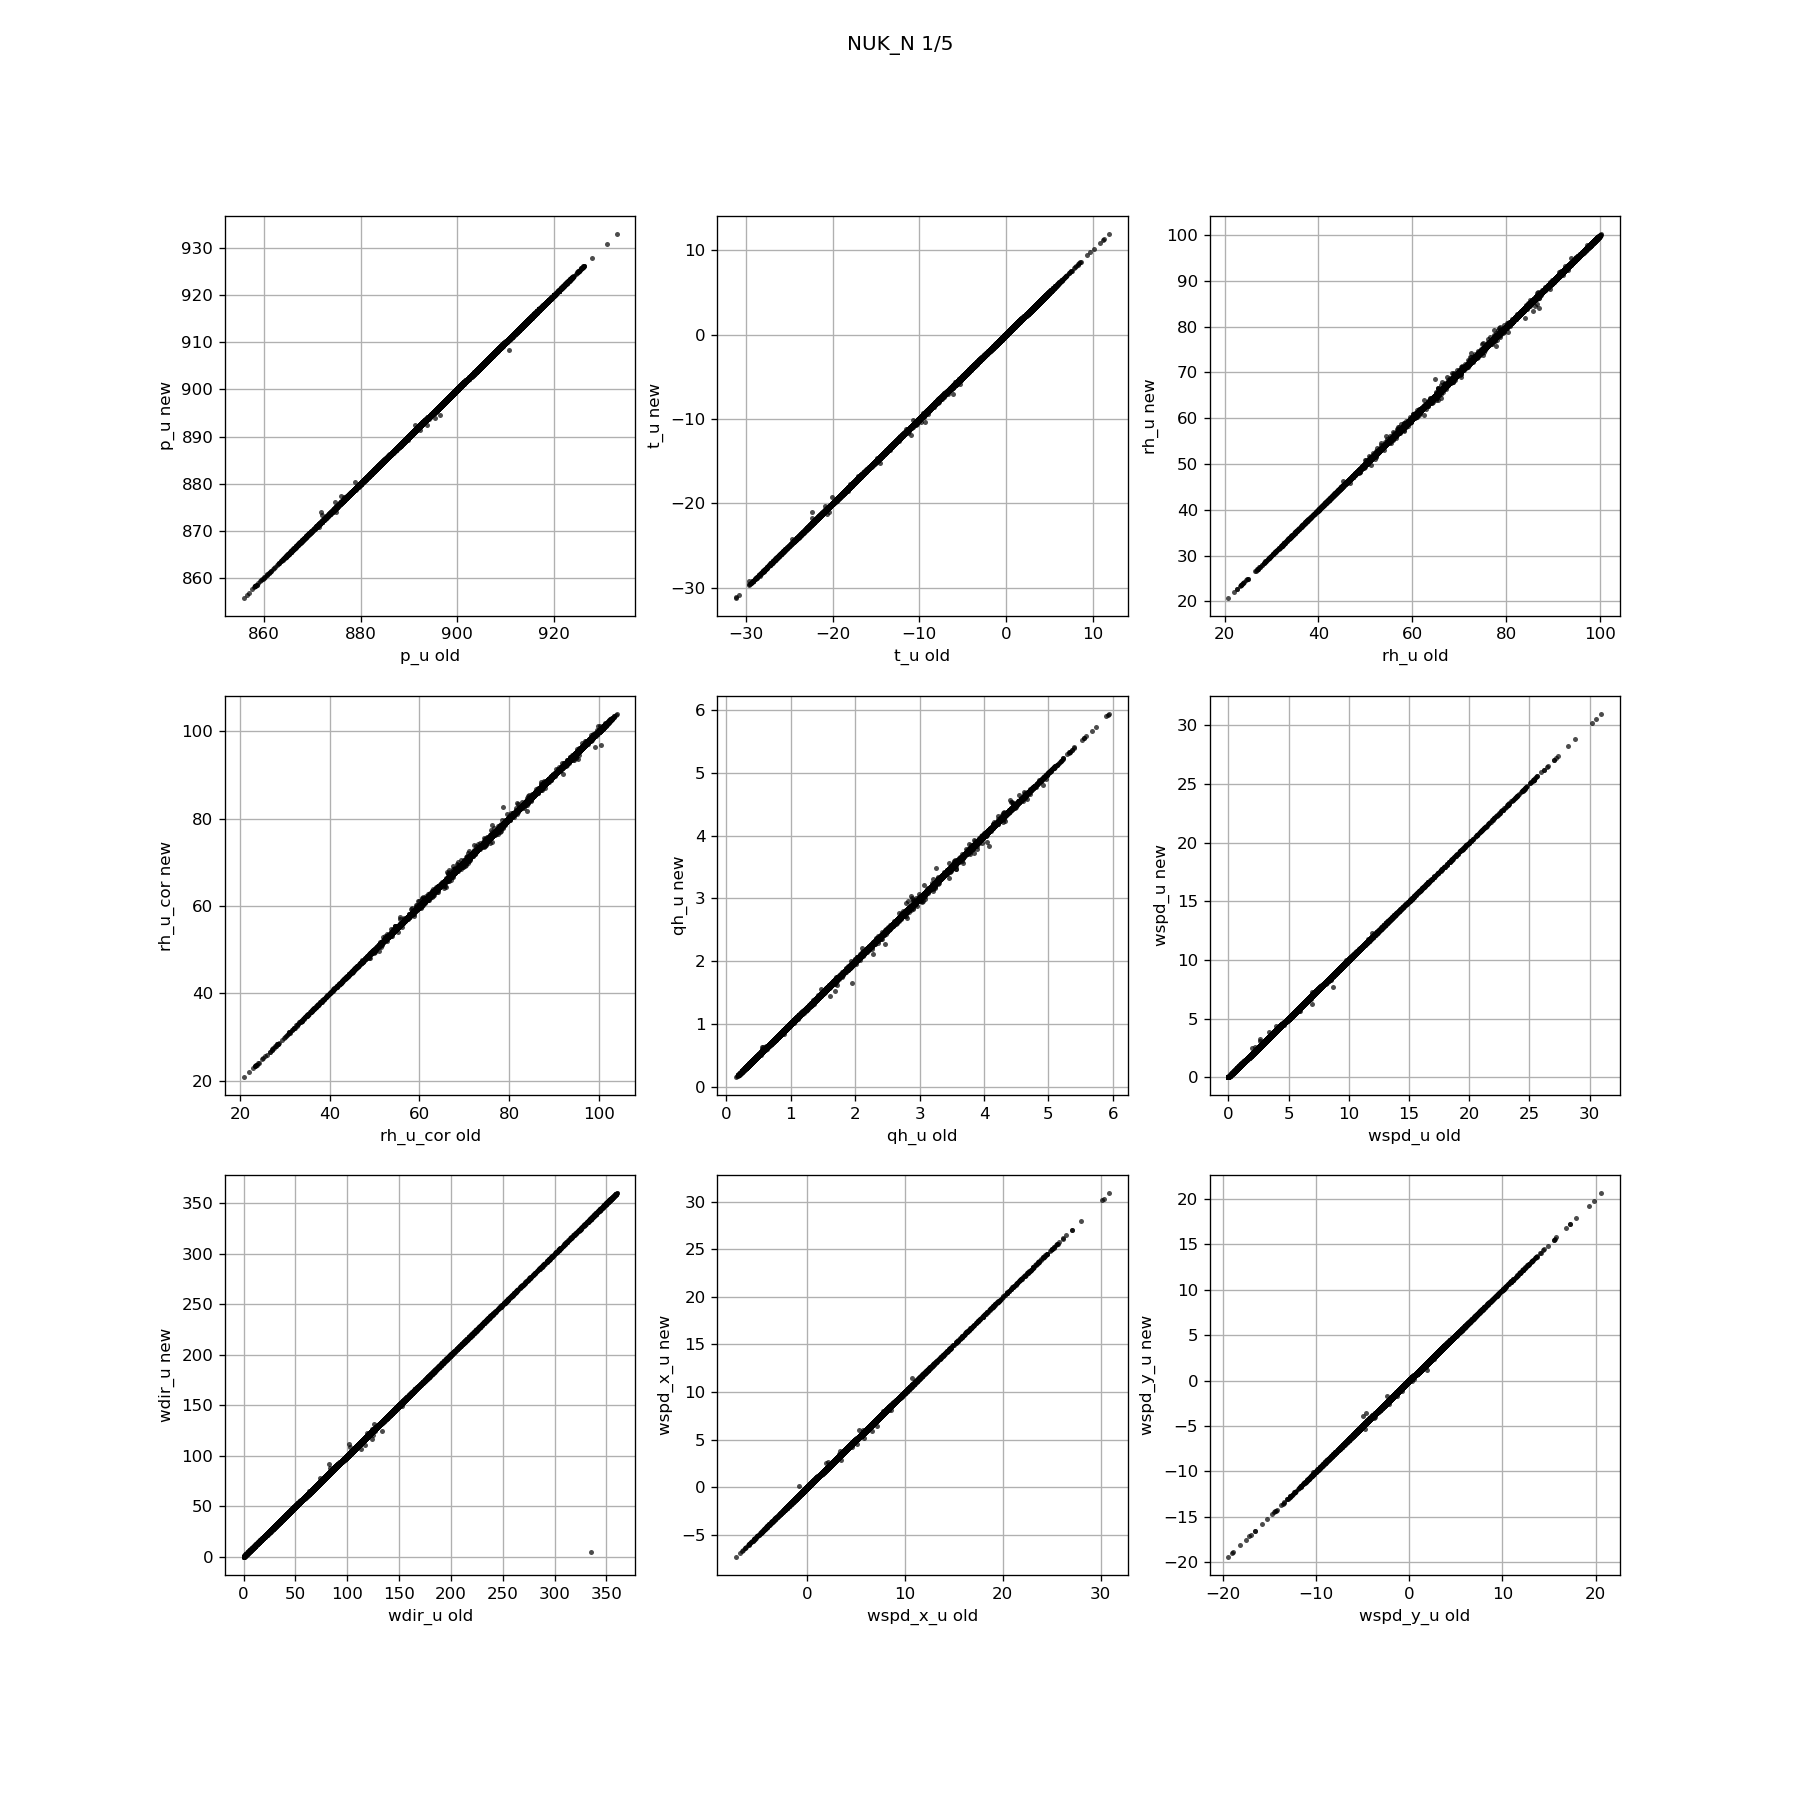 NUK_N 1/5
930
920
910
900
890
880
870
860
p_u new
860 880 900 920
p_u old
10
0
−10
−20
−30
t_u new
−30 −20 −10 0 10
t_u old
100
90
80
70
60
50
40
30
20
rh_u new
20 40 60 80 100
rh_u old
100
80
60
40
20
rh_u_cor new
20 40 60 80 100
rh_u_cor old
6
5
4
3
2
1
0
qh_u new
0 1 2 3 4 5 6
qh_u old
30
25
20
15
10
5
0
wspd_u new
0 5 10 15 20 25 30
wspd_u old
350
300
250
200
150
100
50
0
wdir_u new
0 50 100 150 200 250 300 350
wdir_u old
30
25
20
15
10
5
0
−5
wspd_x_u new
0 10 20 30
wspd_x_u old
20
15
10
5
0
−5
−10
−15
−20
wspd_y_u new
−20 −10 0 10 20
wspd_y_u old